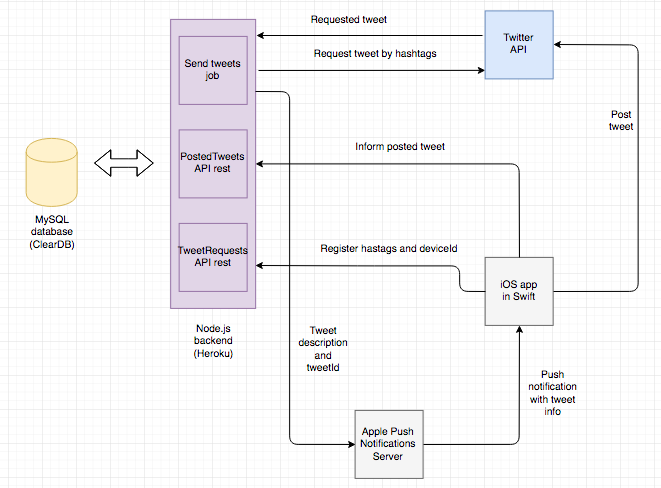 Requested tweet
Twitter
API
Send tweets
job
Request tweet by hashtags
Post
tweet
PostedTweets
API rest
Inform posted tweet
MySQL
database
(ClearDB)
TweetRequests
API rest
Register hastags and deviceId
iOS app
in Swift
Node.js
backend
(Heroku)
Tweet
description
and
tweetId
Push
notification
with tweet
info
Apple Push
Notifications
Server